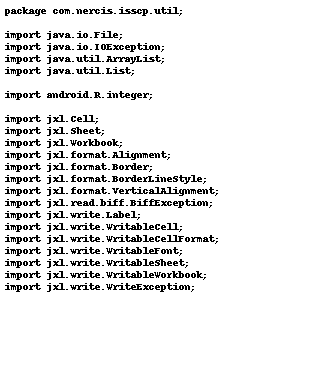 package com.nercis.isscp.util;
import java.io.File;
import java.io.IOException;
import java.util.ArrayList;
import java.util.List;
import android.R.integer;
import jxl.Cell;
import jxl.Sheet;
import jxl.Workbook;
import jxl.format.Alignment;
import jxl.format.Border;
import jxl.format.BorderLineStyle;
import jxl.format.VerticalAlignment;
import jxl.read.biff.BiffException;
import jxl.write.Label;
import jxl.write.WritableCell;
import jxl.write.WritableCellFormat;
import jxl.write.WritableFont;
import jxl.write.WritableSheet;
import jxl.write.WritableWorkbook;
import jxl.write.WriteException;